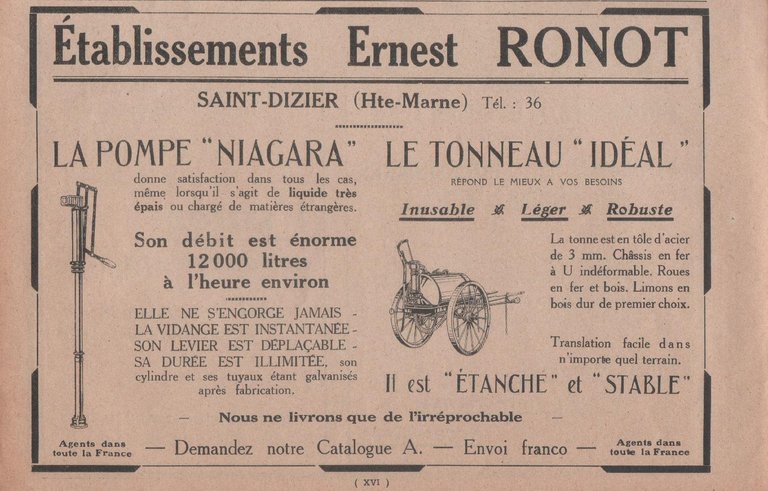 Établissements Ernest RONOT
SAINT-DIZIER (Hte-Marne) Tél. : 36
LA POMPE "NIAGARA"
donne satisfaction dans tous les cas,
même lorsqu'il s'agit de liquide très
épais ou chargé de matières étrangères.
Son débit est énorme
12000 litres
à l'heure environ
ELLE NE S'ENGORGE JAMAIS -
LA VIDANGE EST INSTANTANÉE -
SON LEVIER EST DÉPLAÇABLE -
SA DURÉE EST ILLIMITÉE, son
cylindre et ses tuyaux étant galvanisés
après fabrication.
LE TONNEAU "IDÉAL"
RÉPOND LE MIEUX A VOS BESOINS
Inusable Léger Robuste
La tonne est en tôle d'acier
de 3 mm. Châssis en fer
à U indéformable. Roues
en fer et bois. Limons en
bois dur de premier choix.
Translation facile dans
n'importe quel terrain.
Il est "ÉTANCHE" et "STABLE"
— Nous ne livrons que de l'irréprochable —
Agents dans
toute la France
— Demandez notre Catalogue A. — Envoi franco —
Agents dans
toute la France
( XVI )